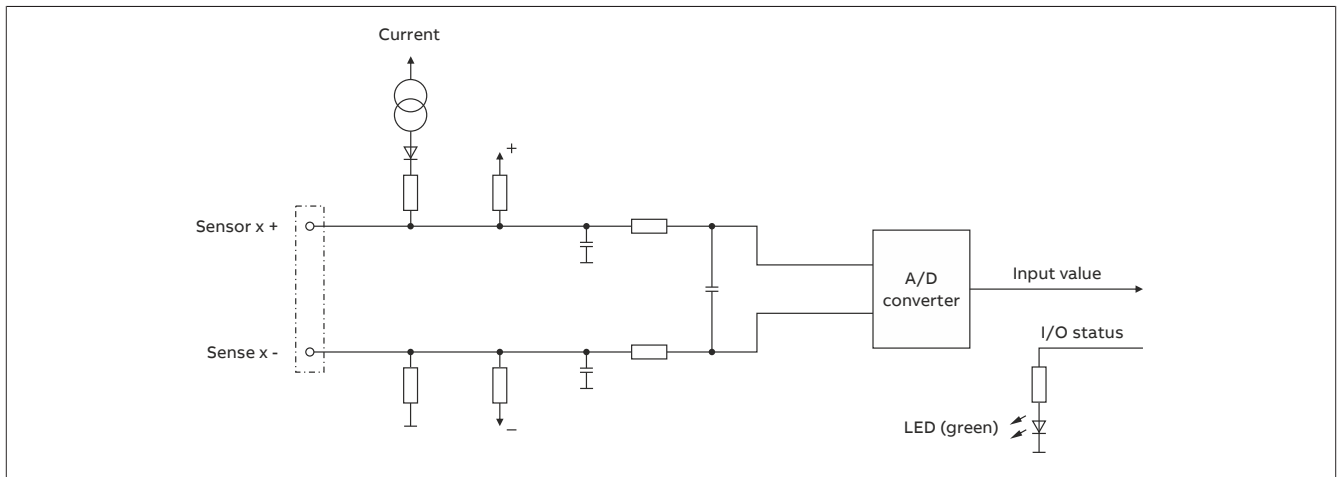 Current
+
Sensor x +
A/D
converter
Input value
I/O status
Sense x -
LED (green)
−